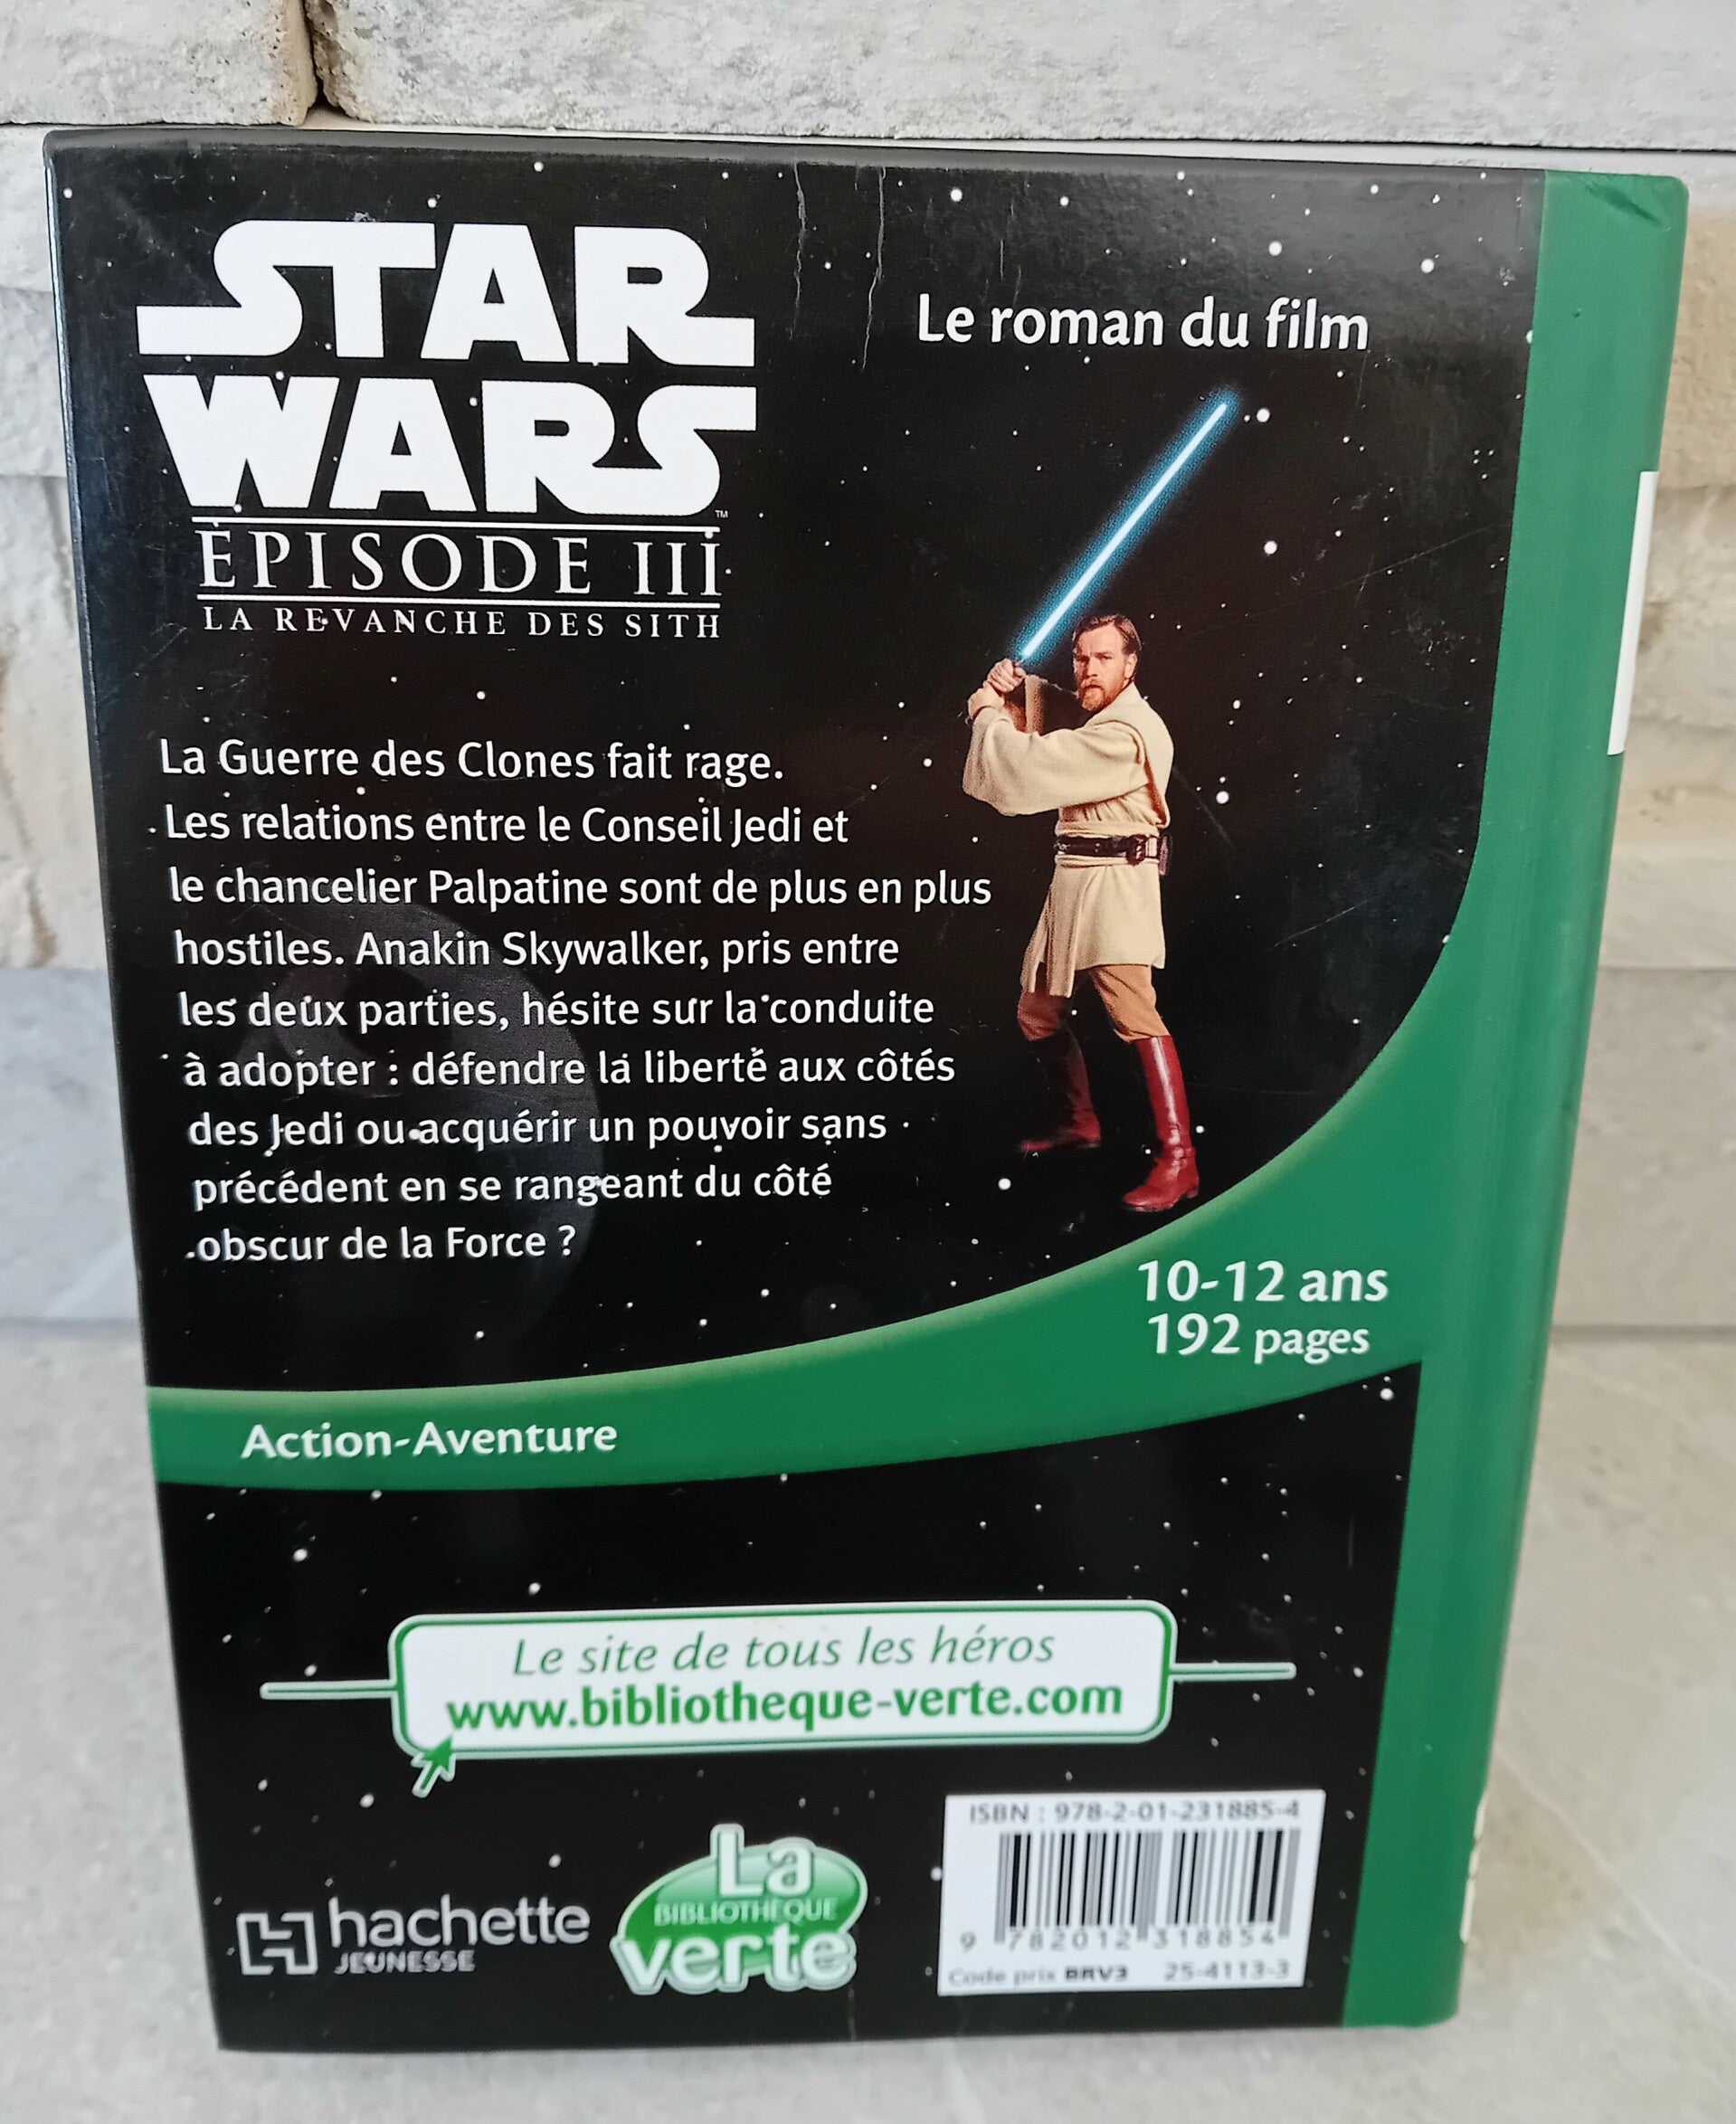 STAR
WARS
™
EPISODE III
LA REVANCHE DES SITH
Le roman du film
La Guerre des Clones fait rage.
Les relations entre le Conseil Jedi et
le chancelier Palpatine sont de plus en plus
hostiles. Anakin Skywalker, pris entre
les deux parties, hésite sur la conduite
à adopter : défendre la liberté aux côtés
des Jedi ou acquérir un pouvoir sans
précédent en se rangeant du côté
obscur de la Force ?
10-12 ans
192 pages
Action-Aventure
Le site de tous les héros
www.bibliotheque-verte.com
hachette
JEUNESSE
La
BIBLIOTHÈQUE
verte
ISBN : 978-2-01-231885-4
9 782012 318854
Code prix BRV3 25-4113-3